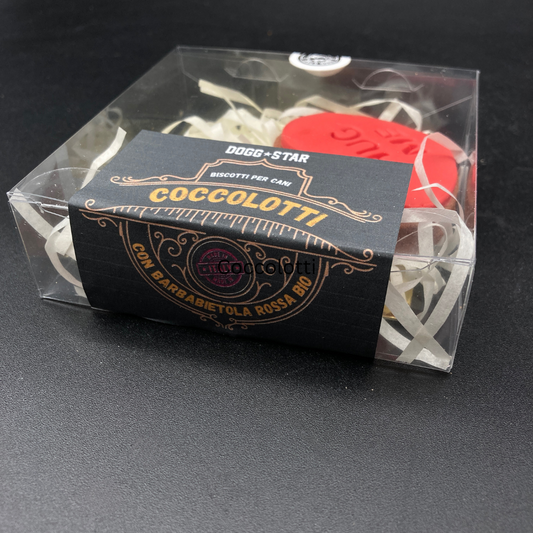 DOGG★STAR
BISCOTTI PER CANI
COCCOLOTTI
Coccolotti
CON BARBABIETOLA ROSSA BIO